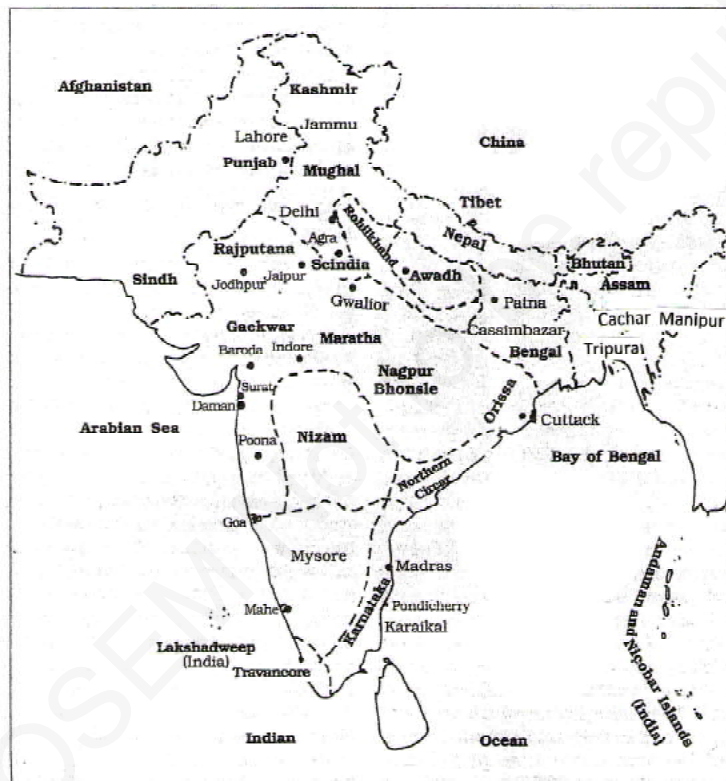 Afghanistan
Kashmir
Jammu
Lahore
Punjab
China
Mughal
Tibet
Delhi
Rohilkhand
Agra
Nepal
2
Rajputana
Scindia
Awadh
Bhutan
Sindh
Jodhpur
Jaipur
Assam
Gwalior
Patna
Cachar Manipur
Gackwar
Maratha
Cassimbazar
Baroda
Indore
Bengal
Tripura
Nagpur
Bhonsle
Surat
Daman
Orissa
Cuttack
Arabian Sea
Nizam
Poona
Bay of Bengal
Northern
Circar
Goa
Mysore
Madras
Mahe
Karnataka
Pondicherry
Karaikal
Lakshadweep
(India)
Travancore
Andaman and Nicobar Islands
(India)
Indian
Ocean